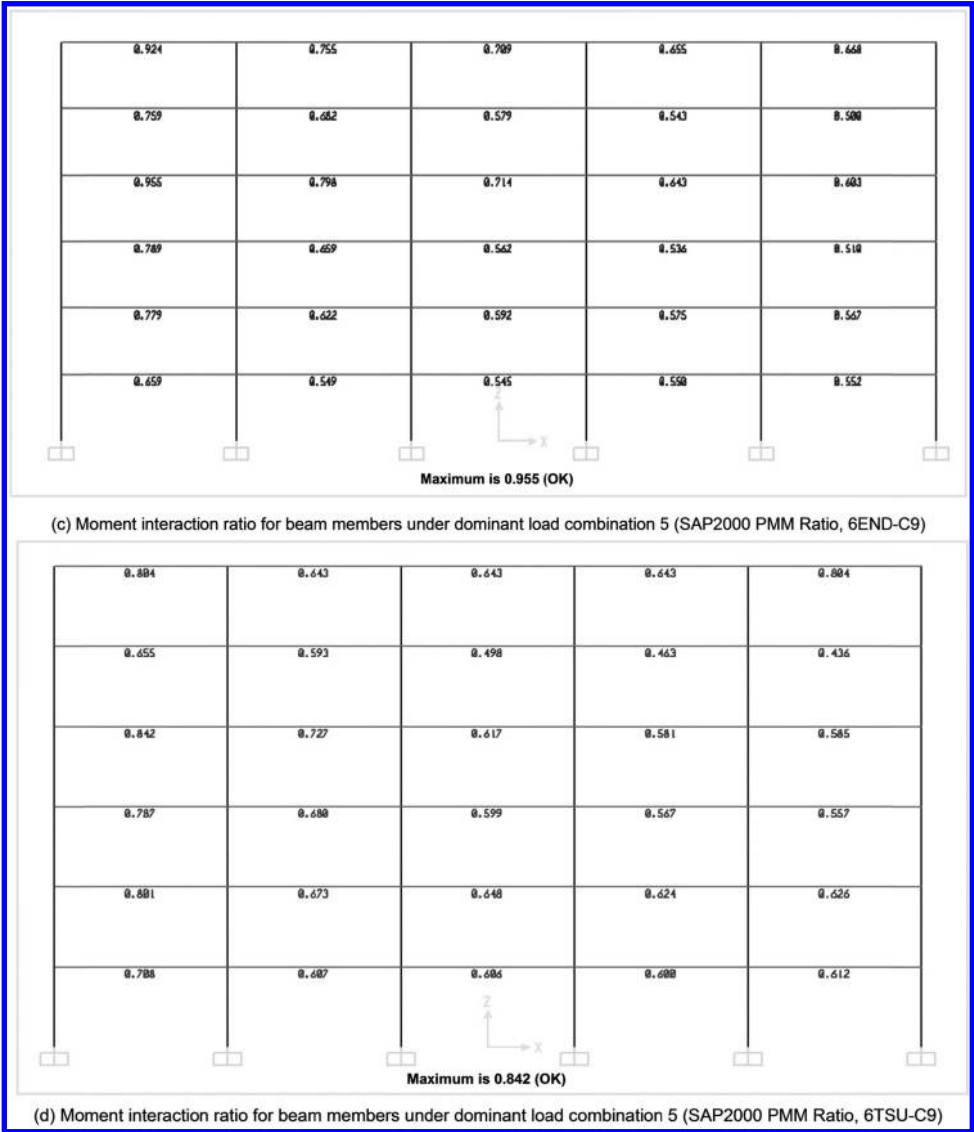 0.924 0.755 0.709 0.655 0.660
0.759 0.682 0.579 0.543 0.500
0.955 0.798 0.714 0.643 0.603
0.789 0.659 0.562 0.536 0.510
0.779 0.622 0.592 0.575 0.567
0.659 0.549 0.545 0.550 0.552
Z
X
Maximum is 0.955 (OK)
(c) Moment interaction ratio for beam members under dominant load combination 5 (SAP2000 PMM Ratio, 6END-C9)
0.804 0.643 0.643 0.643 0.804
0.655 0.593 0.498 0.463 0.436
0.842 0.727 0.617 0.581 0.585
0.787 0.680 0.599 0.567 0.557
0.801 0.673 0.648 0.624 0.626
0.708 0.607 0.606 0.600 0.612
Z
X
Maximum is 0.842 (OK)
(d) Moment interaction ratio for beam members under dominant load combination 5 (SAP2000 PMM Ratio, 6TSU-C9)